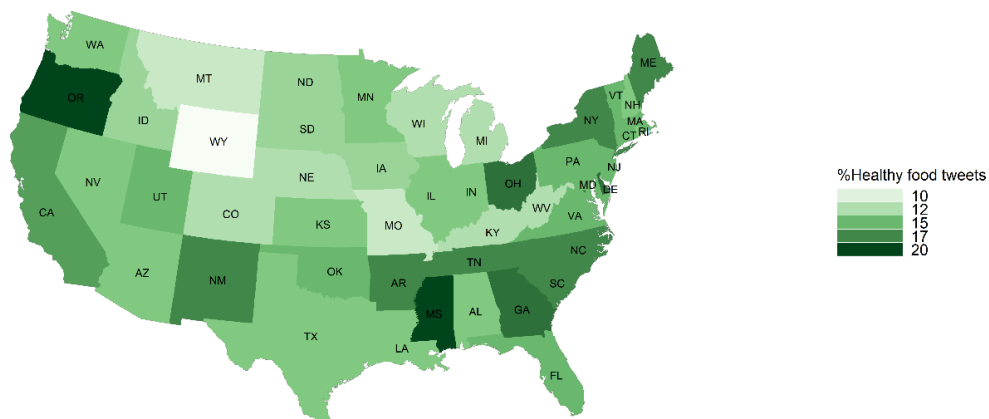 WA
MT
ND
MN
ME
VT
NH
OR
ID
SD
WI
MI
NY
MA
CT
RI
WY
IA
PA
NJ
NE
NV
UT
CO
IL
IN
OH
MD
DE
WV
VA
CA
KS
MO
KY
NC
TN
AZ
NM
OK
AR
SC
MS
AL
GA
TX
LA
FL
%Healthy food tweets
10
12
15
17
20